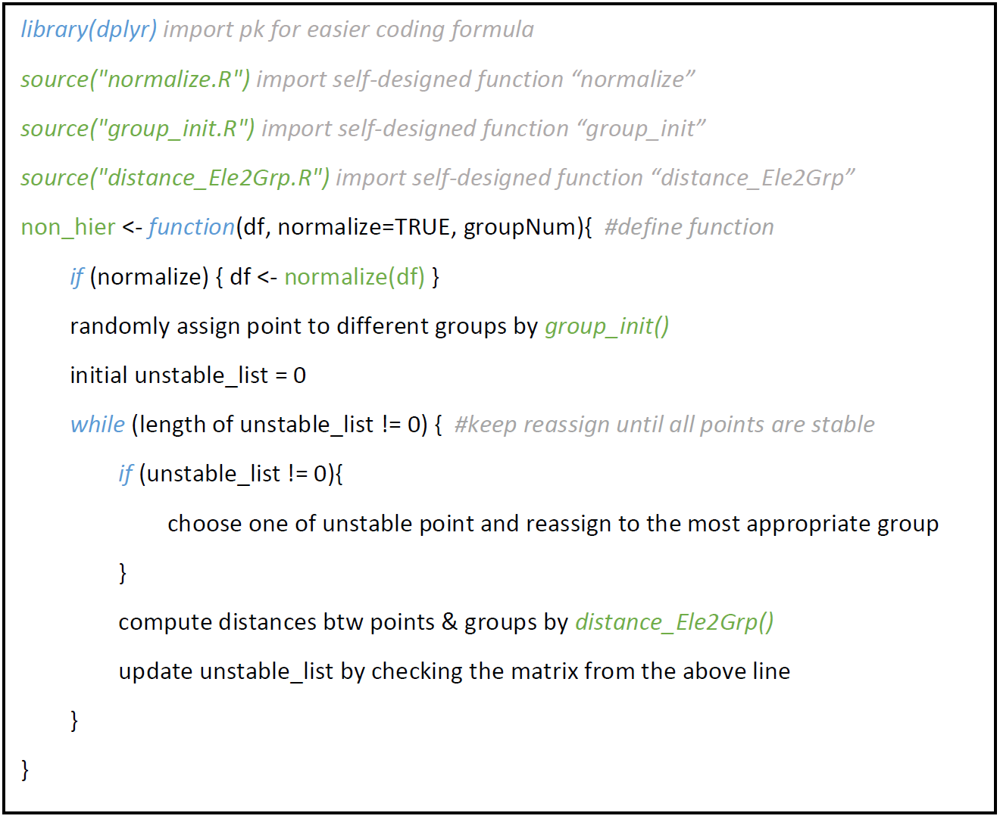 library(dplyr) import pk for easier coding formula
source("normalize.R") import self-designed function “normalize”
source("group_init.R") import self-designed function “group_init”
source("distance_Ele2Grp.R") import self-designed function “distance_Ele2Grp”
non_hier <- function(df, normalize=TRUE, groupNum){  #define function
if (normalize) { df <- normalize(df) }
randomly assign point to different groups by group_init()
initial unstable_list = 0
while (length of unstable_list != 0) {  #keep reassign until all points are stable
if (unstable_list != 0){
choose one of unstable point and reassign to the most appropriate group
}
compute distances btw points & groups by distance_Ele2Grp()
update unstable_list by checking the matrix from the above line
}
}